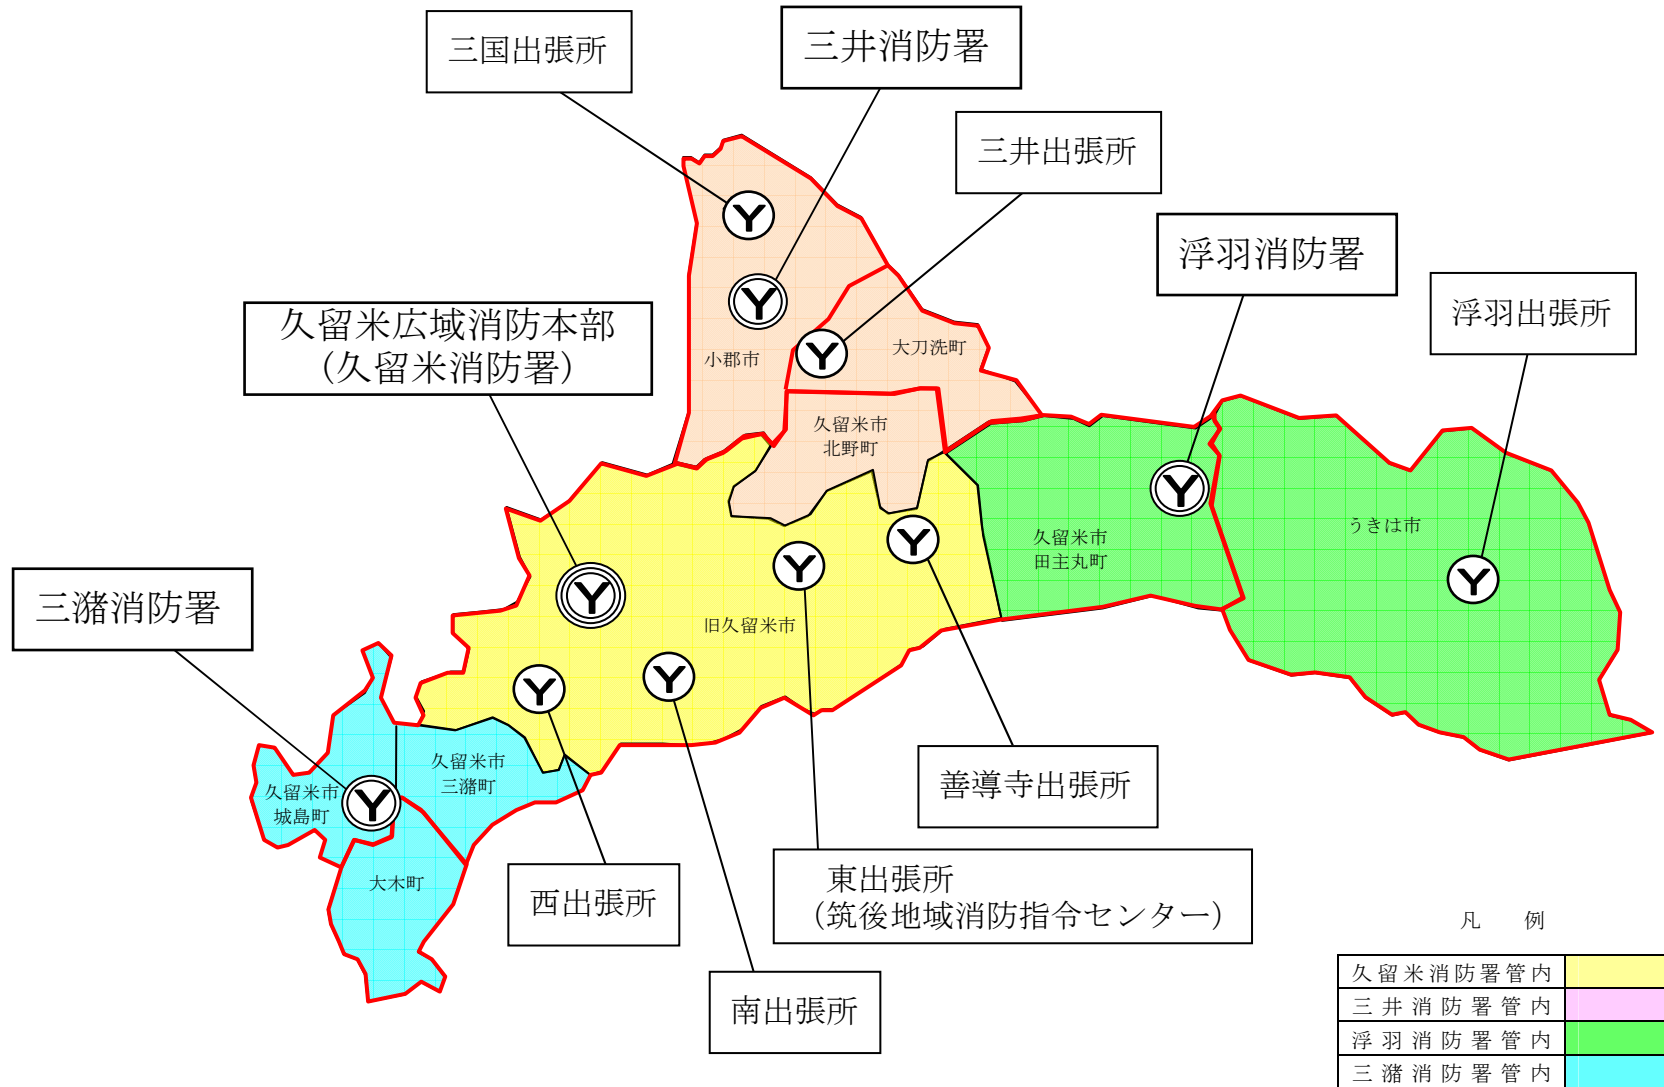 三国出張所
三井消防署
三井出張所
浮羽消防署
浮羽出張所
久留米広域消防本部
（久留米消防署）
小郡市
大刀洗町
久留米市
北野町
うきは市
久留米市
田主丸町
三潴消防署
旧久留米市
久留米市
三潴町
久留米市
城島町
大木町
善導寺出張所
西出張所
東出張所
（筑後地域消防指令センター）
南出張所
凡　例
久留米消防署管内
三井消防署管内
浮羽消防署管内
三潴消防署管内